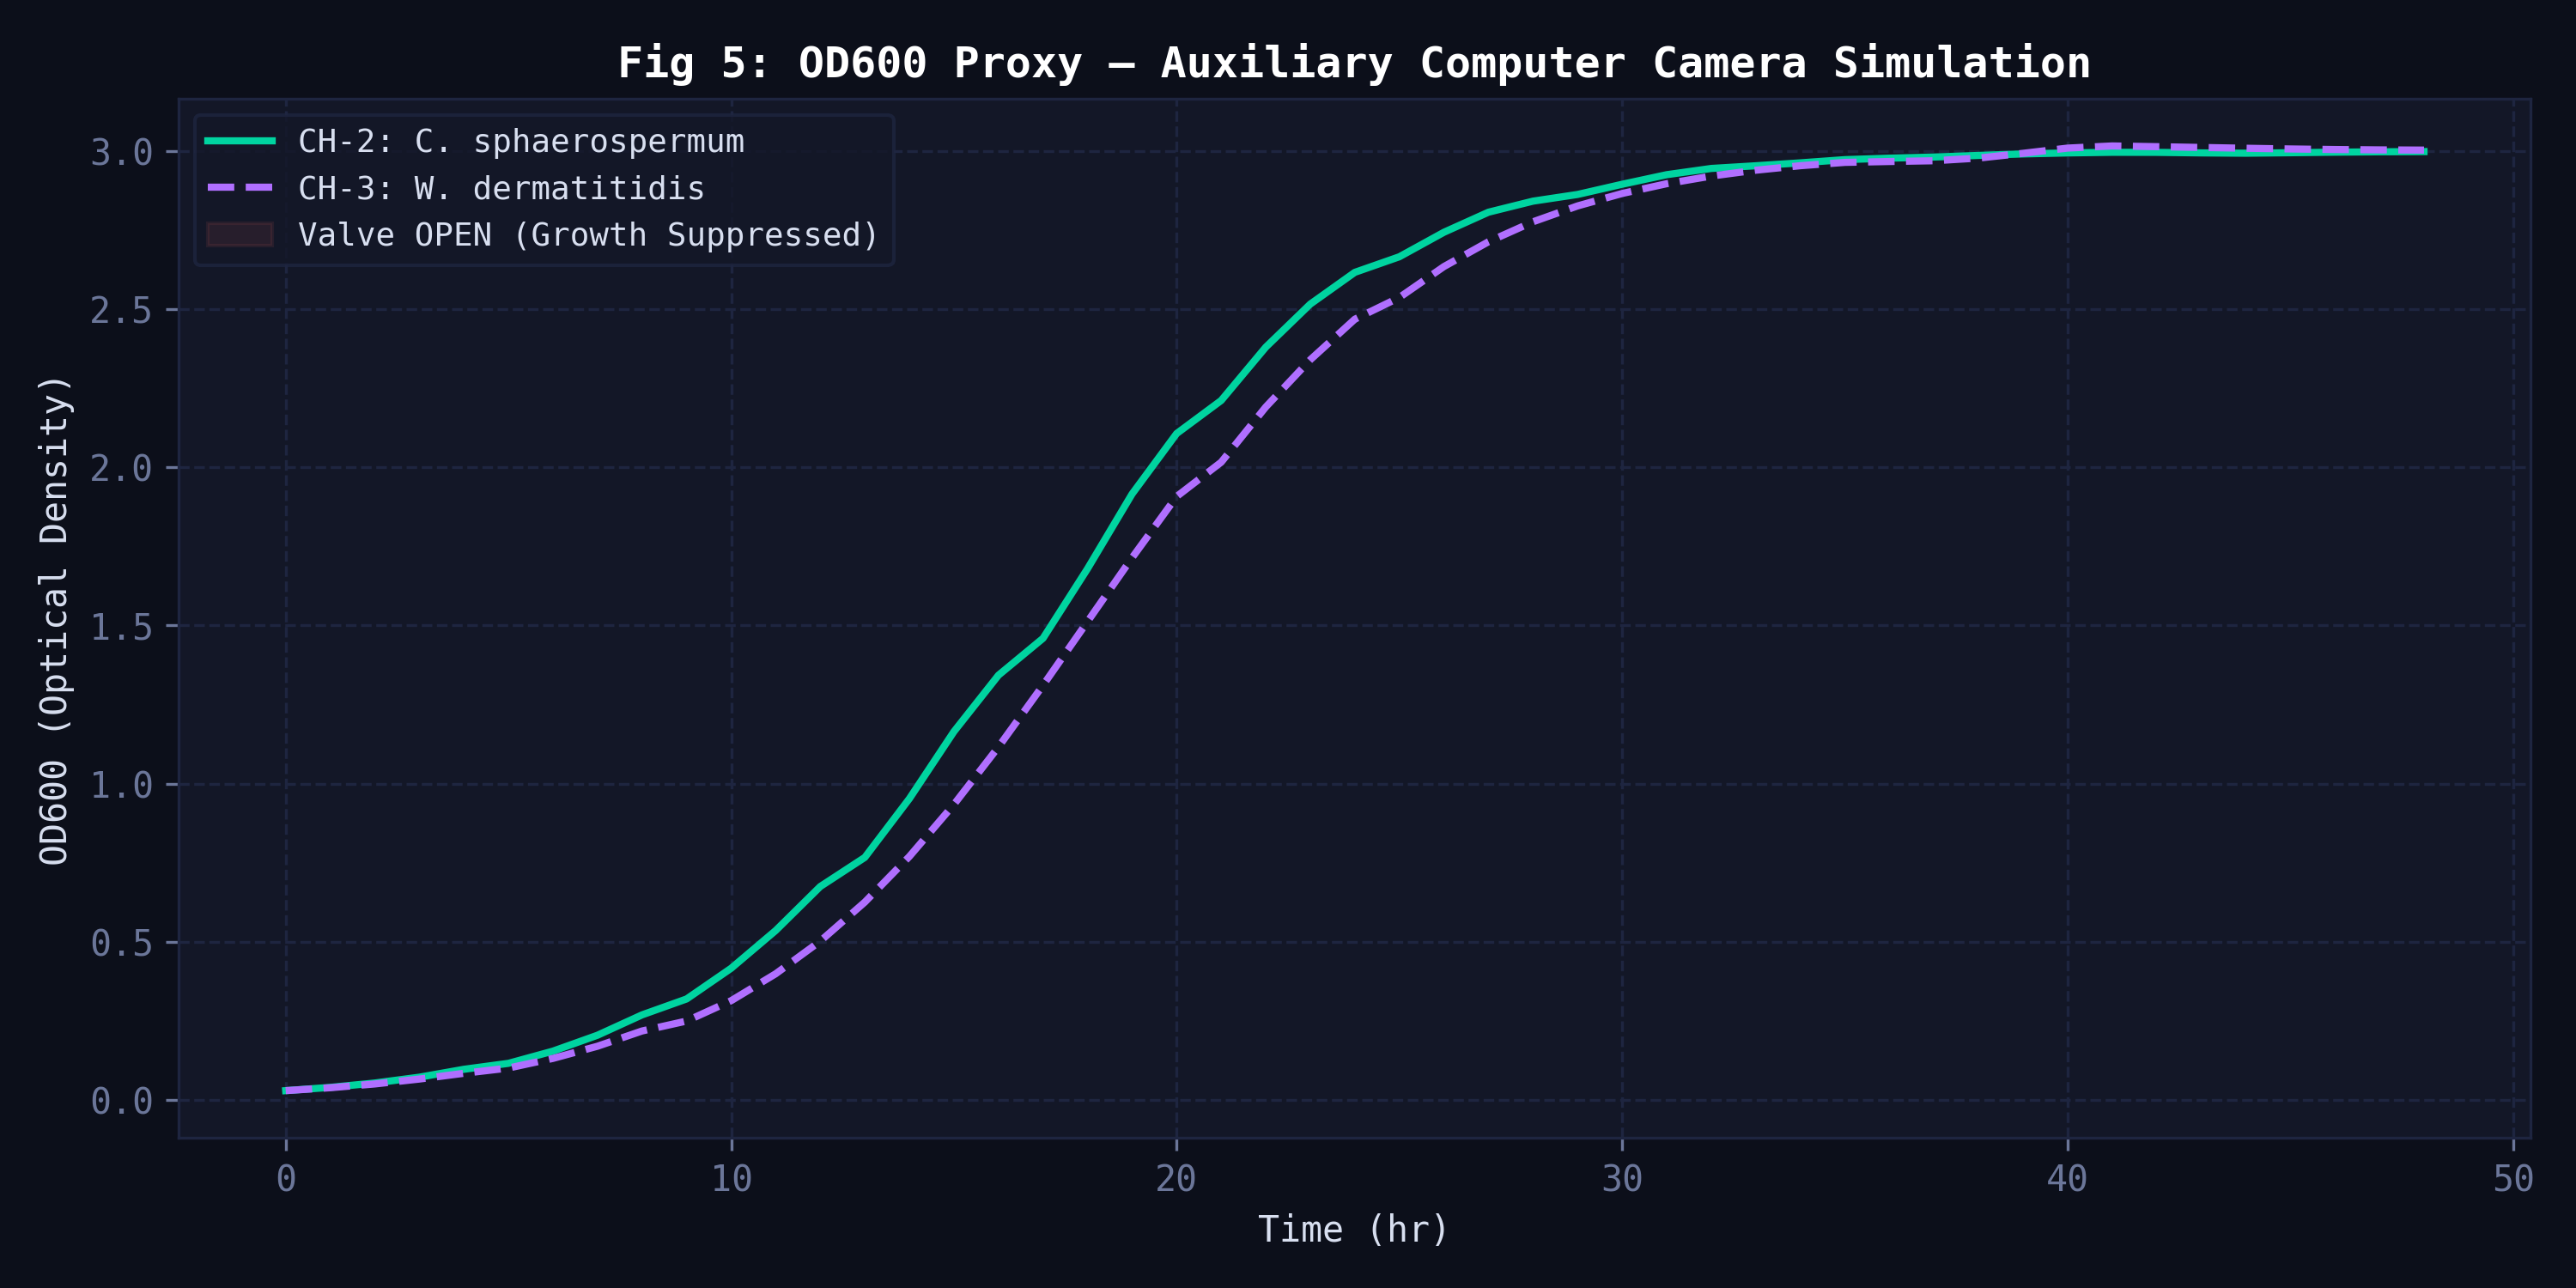 Fig 5: OD600 Proxy — Auxiliary Computer Camera Simulation
CH-2: C. sphaerospermum
CH-3: W. dermatitidis
Valve OPEN (Growth Suppressed)
OD600 (Optical Density)
3.0
2.5
2.0
1.5
1.0
0.5
0.0
0 10 20 30 40 50
Time (hr)